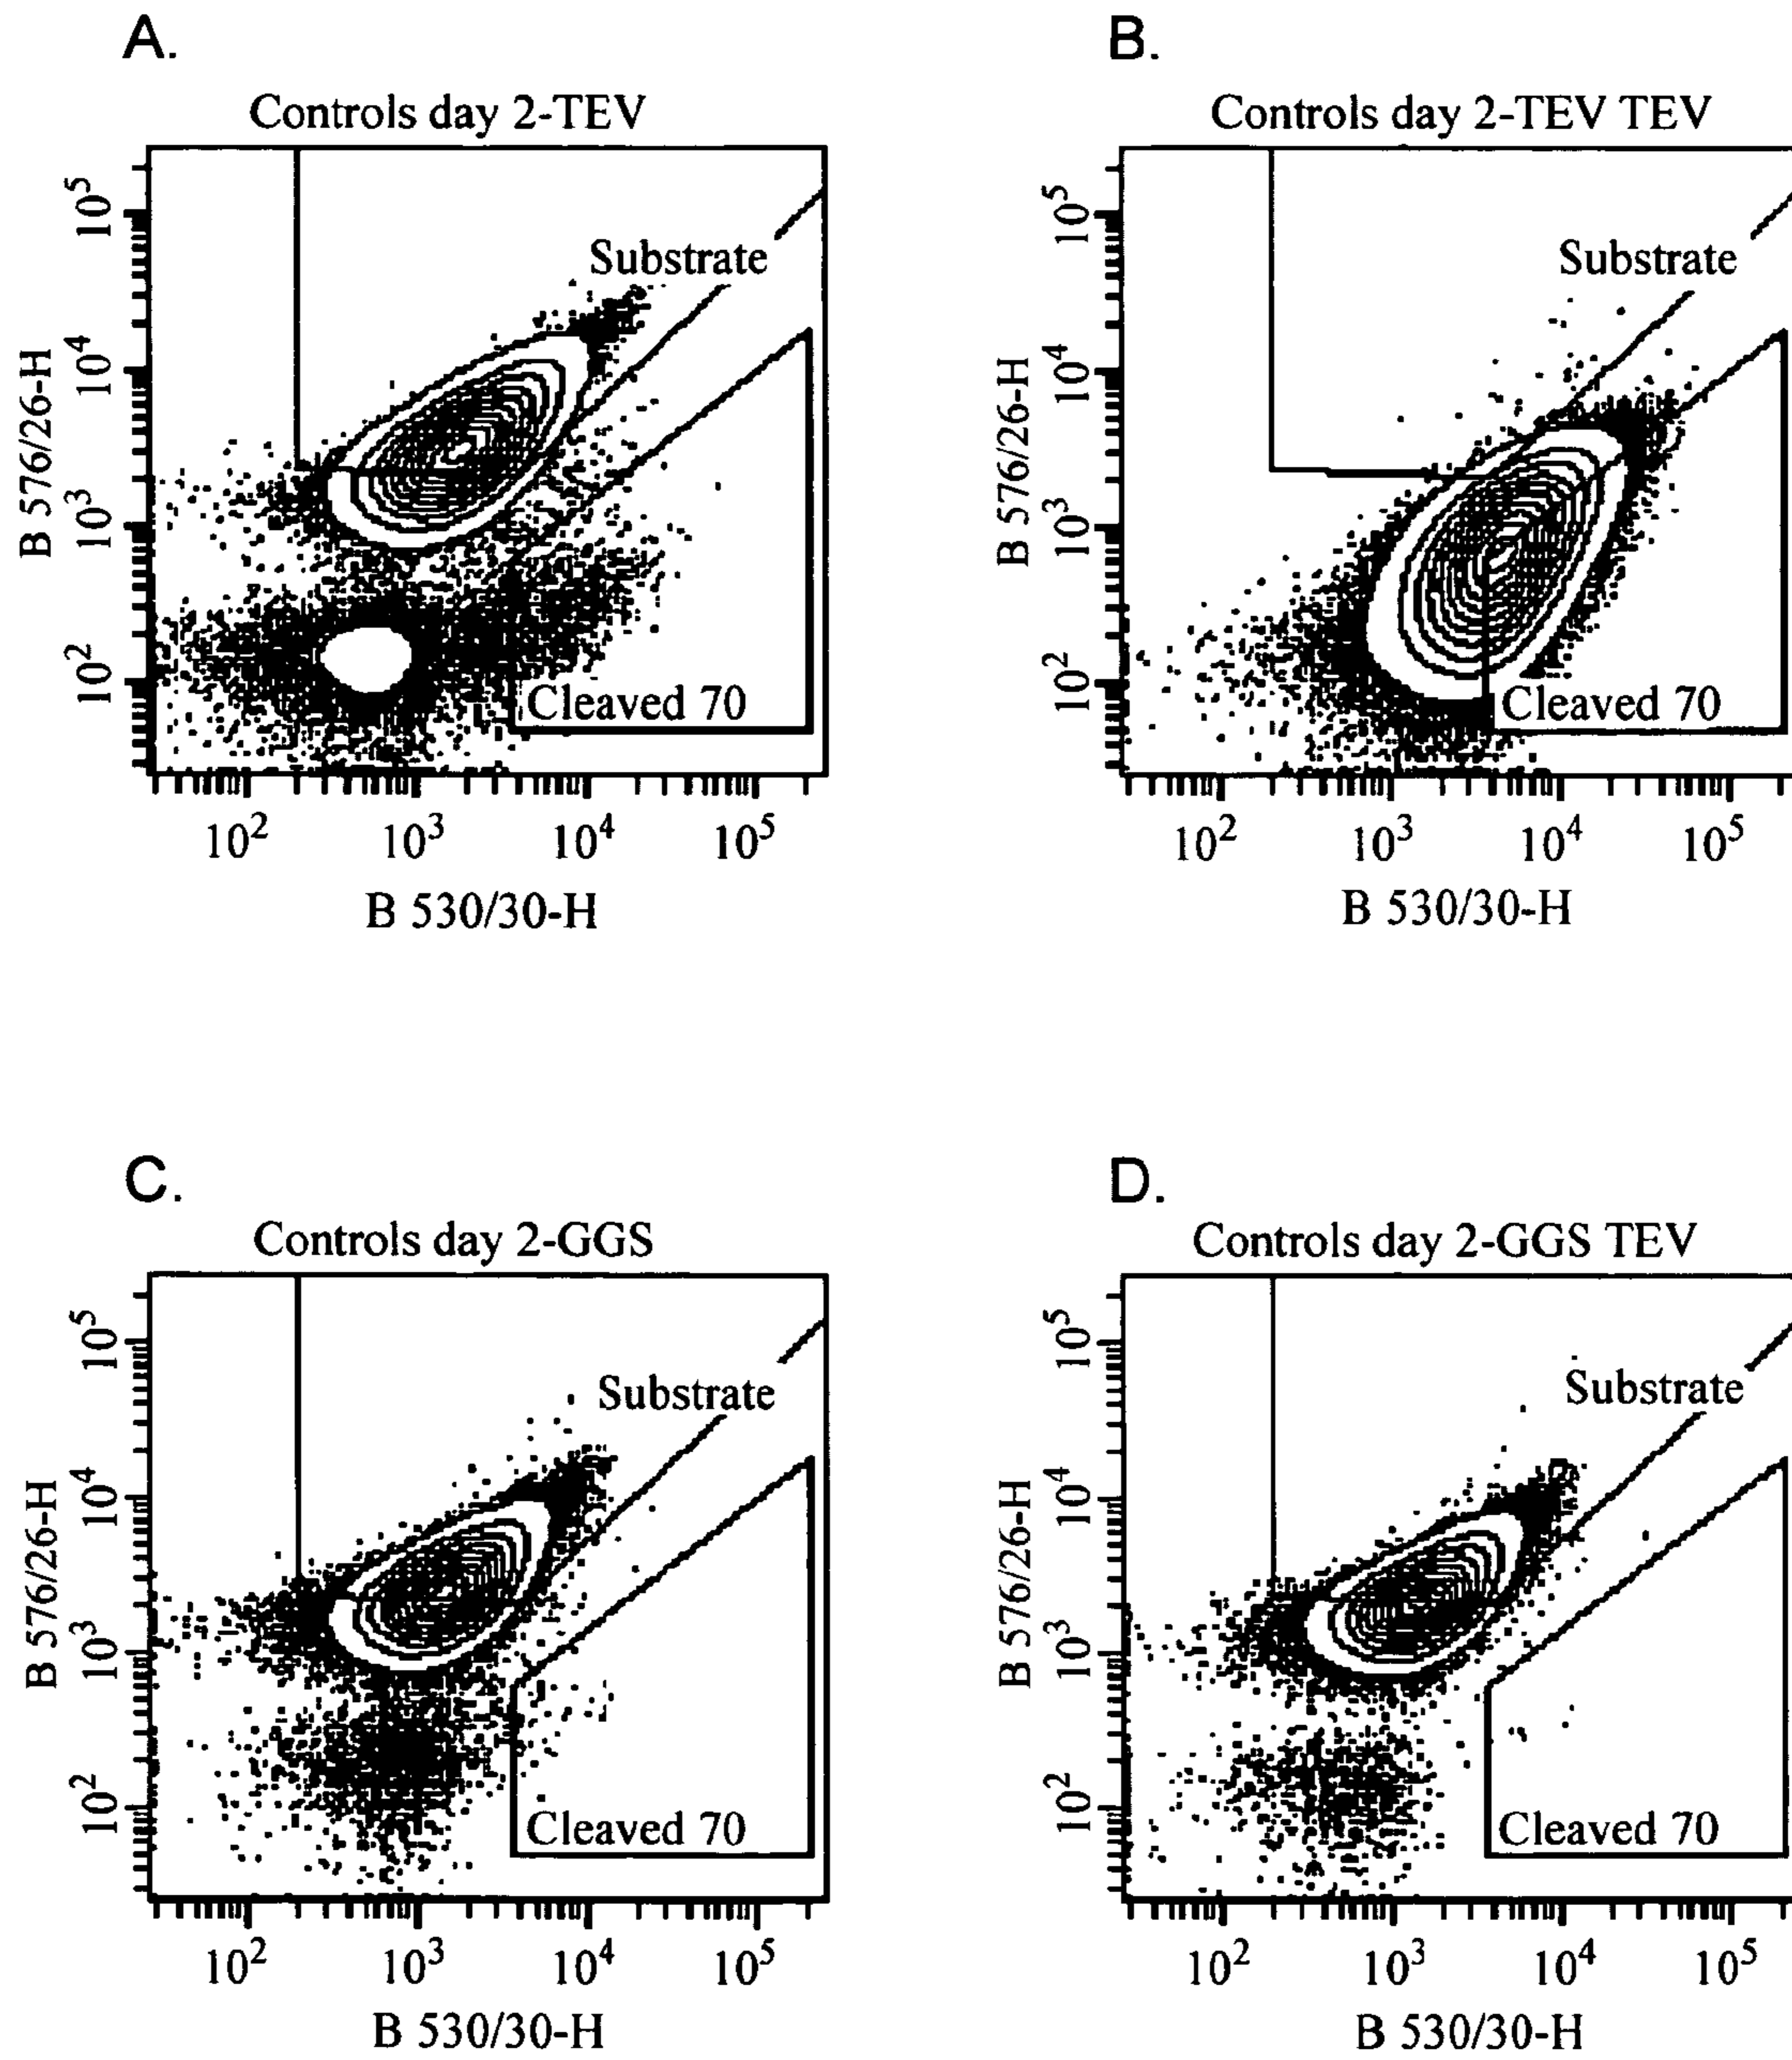 A.
Controls day 2-TEV
B 576/26-H
10^5
10^4
10^3
10^2
Substrate
Cleaved 70
10^2
10^3
10^4
10^5
B 530/30-H
B.
Controls day 2-TEV TEV
B 576/26-H
10^5
10^4
10^3
10^2
Substrate
Cleaved 70
10^2
10^3
10^4
10^5
B 530/30-H
C.
Controls day 2-GGS
B 576/26-H
10^5
10^4
10^3
10^2
Substrate
Cleaved 70
10^2
10^3
10^4
10^5
B 530/30-H
D.
Controls day 2-GGS TEV
B 576/26-H
10^5
10^4
10^3
10^2
Substrate
Cleaved 70
10^2
10^3
10^4
10^5
B 530/30-H